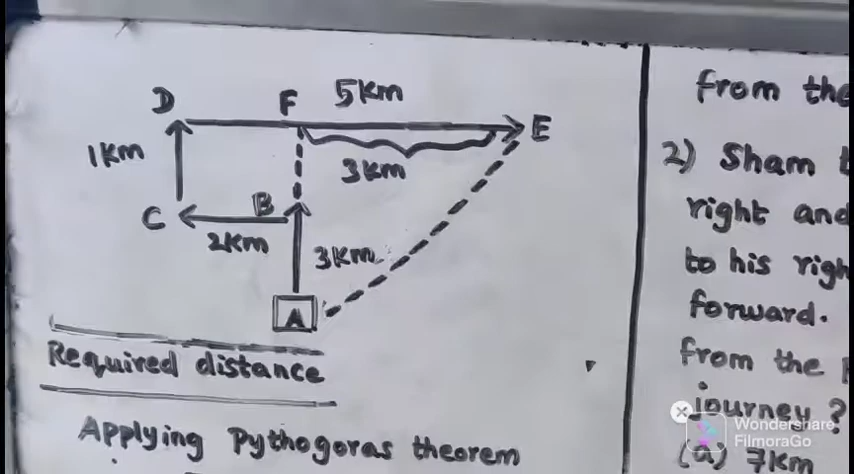 D F 5Km E
1Km
3Km
C B
2Km 3Km
A
Required distance
Applying Pythogoras theorem
from the
2) Sham
right and
to his righ
forward.
from the
journey ?
(a) 7Km
Wondershare
FilmoraGo